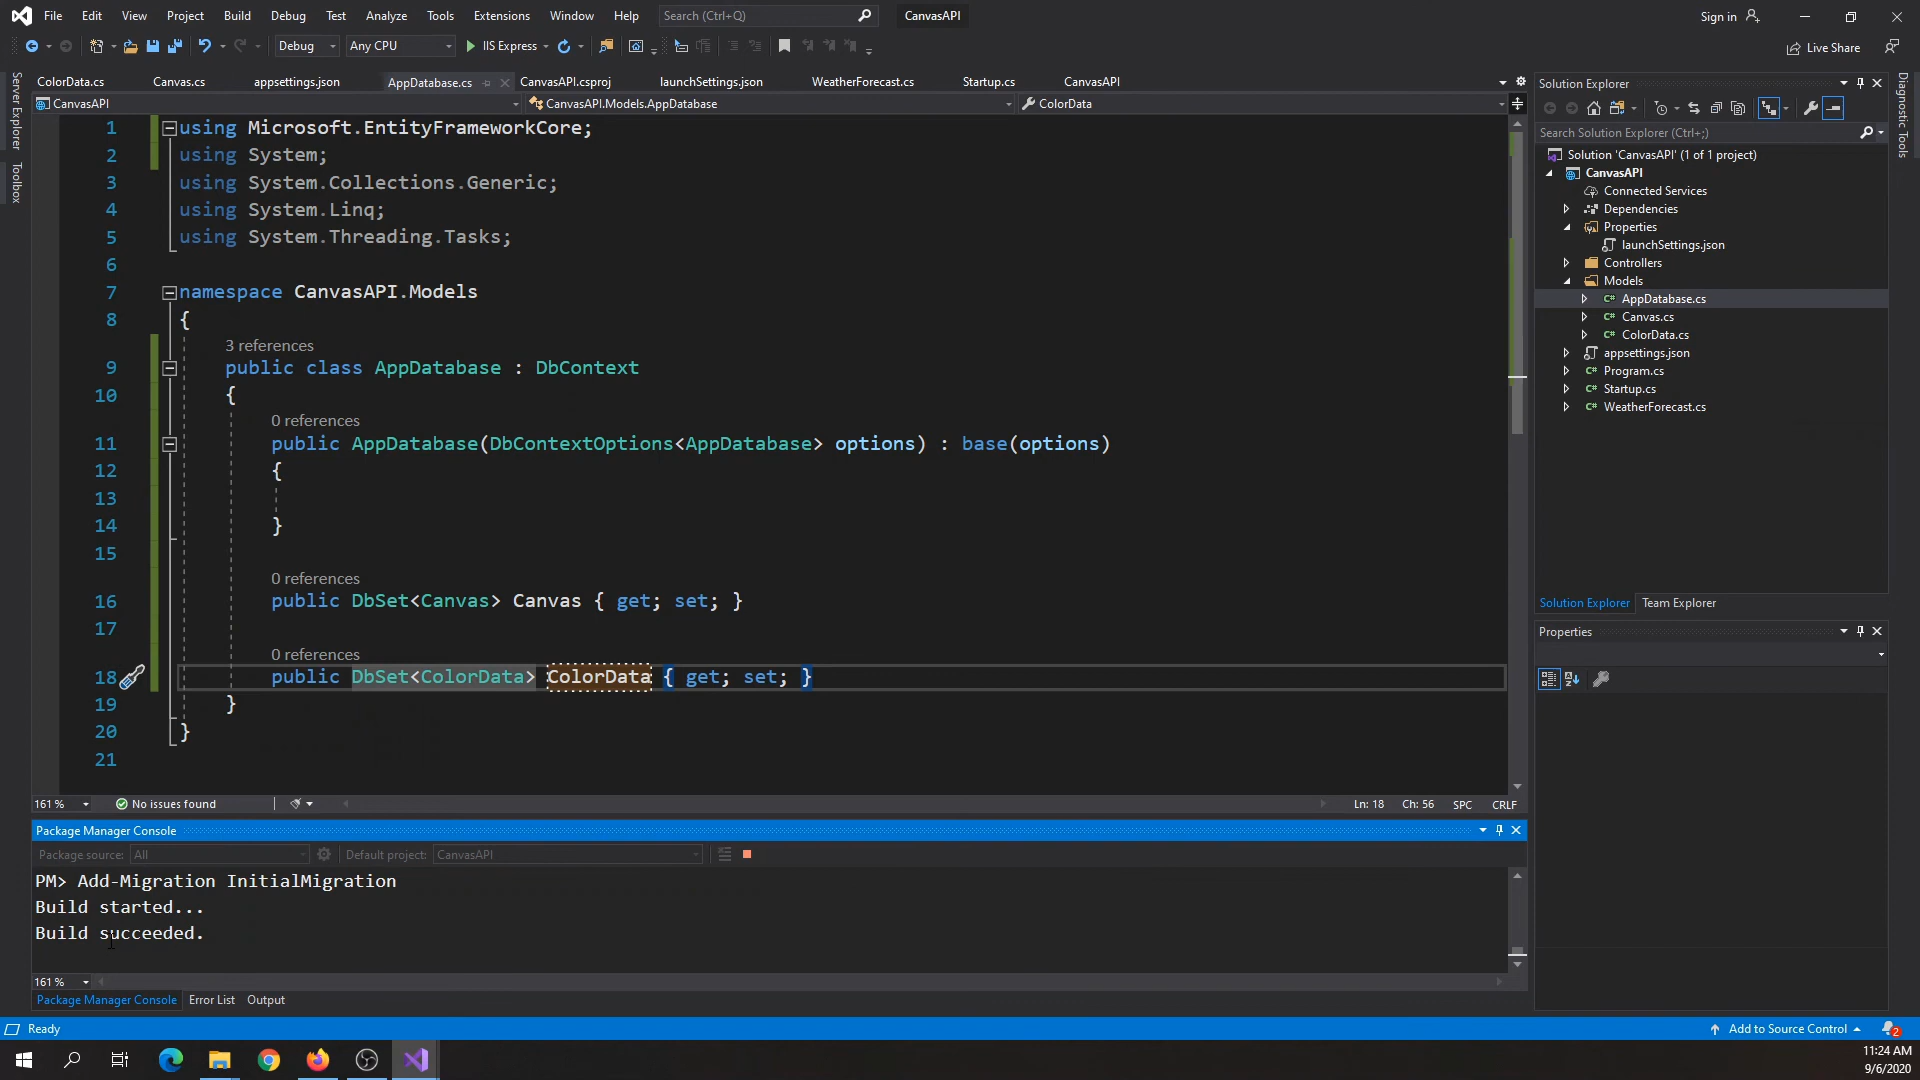 File Edit View Project Build Debug Test Analyze Tools Extensions Window Help Search (Ctrl+Q) CanvasAPI Sign in
Debug Any CPU IIS Express Live Share
ColorData.cs Canvas.cs appsettings.json AppDatabase.cs CanvasAPI.csproj launchSettings.json WeatherForecast.cs Startup.cs CanvasAPI
CanvasAPI CanvasAPI.Models.AppDatabase ColorData
Server Explorer
Toolbox
1 using Microsoft.EntityFrameworkCore;
2 using System;
3 using System.Collections.Generic;
4 using System.Linq;
5 using System.Threading.Tasks;
6
7 namespace CanvasAPI.Models
8 {
3 references
9 public class AppDatabase : DbContext
10 {
0 references
11 public AppDatabase(DbContextOptions<AppDatabase> options) : base(options)
12 {
13
14 }
15
0 references
16 public DbSet<Canvas> Canvas { get; set; }
17
0 references
18 public DbSet<ColorData> ColorData { get; set; }
19 }
20 }
21
161 % No issues found Ln: 18 Ch: 56 SPC CRLF
Package Manager Console
Package source: All Default project: CanvasAPI
PM> Add-Migration InitialMigration
Build started...
Build succeeded.
161 %
Package Manager Console Error List Output
Solution Explorer
Search Solution Explorer (Ctrl+;)
Solution 'CanvasAPI' (1 of 1 project)
CanvasAPI
Connected Services
Dependencies
Properties
launchSettings.json
Controllers
Models
C# AppDatabase.cs
C# Canvas.cs
C# ColorData.cs
appsettings.json
C# Program.cs
C# Startup.cs
C# WeatherForecast.cs
Solution Explorer Team Explorer
Properties
Diagnostic Tools
Ready Add to Source Control 2
11:24 AM
9/6/2020